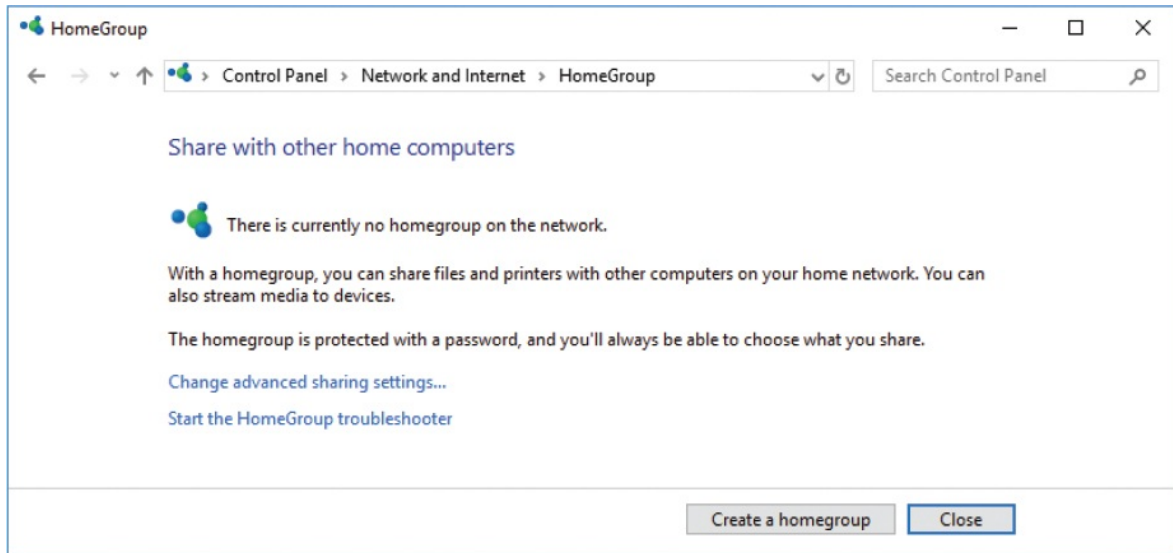 HomeGroup
Control Panel > Network and Internet > HomeGroup
Search Control Panel
Share with other home computers
There is currently no homegroup on the network.
With a homegroup, you can share files and printers with other computers on your home network. You can
also stream media to devices.
The homegroup is protected with a password, and you'll always be able to choose what you share.
Change advanced sharing settings...
Start the HomeGroup troubleshooter
Create a homegroup
Close